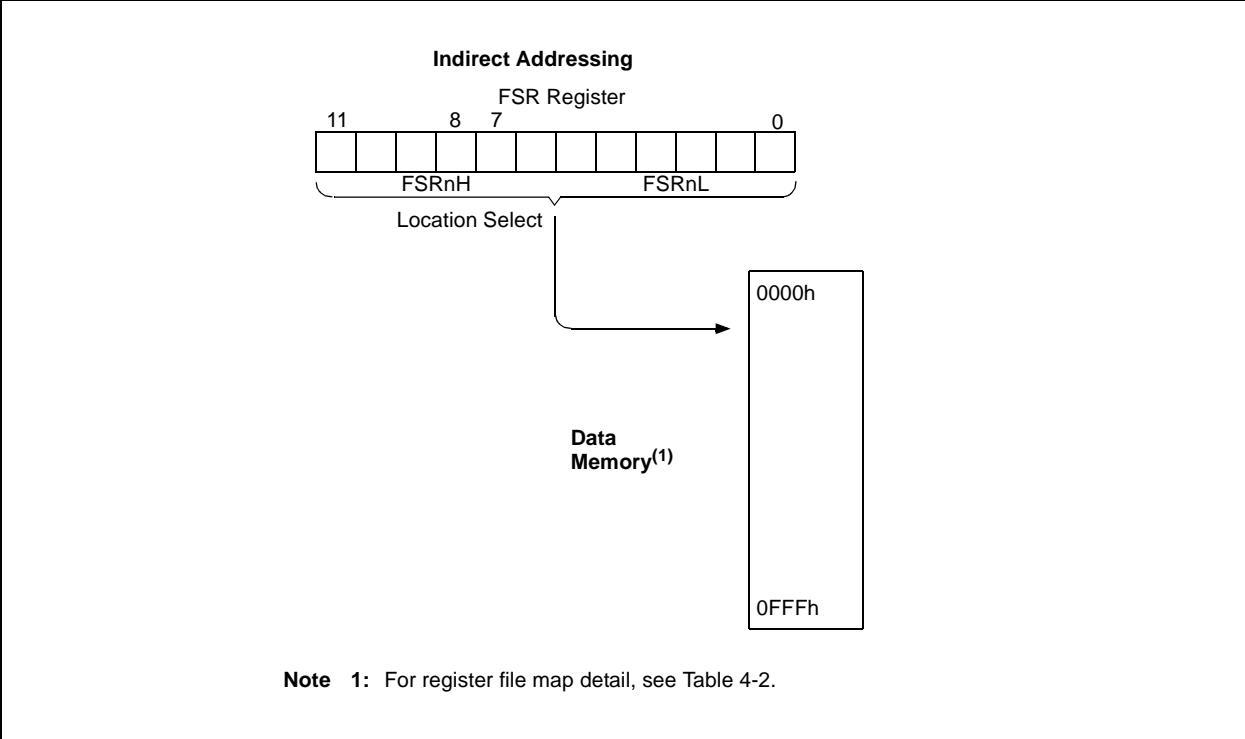 Indirect Addressing
FSR Register
11 8 7 0
FSRnH FSRnL
Location Select
0000h
Data
Memory(1)
0FFFh
Note 1: For register file map detail, see Table 4-2.